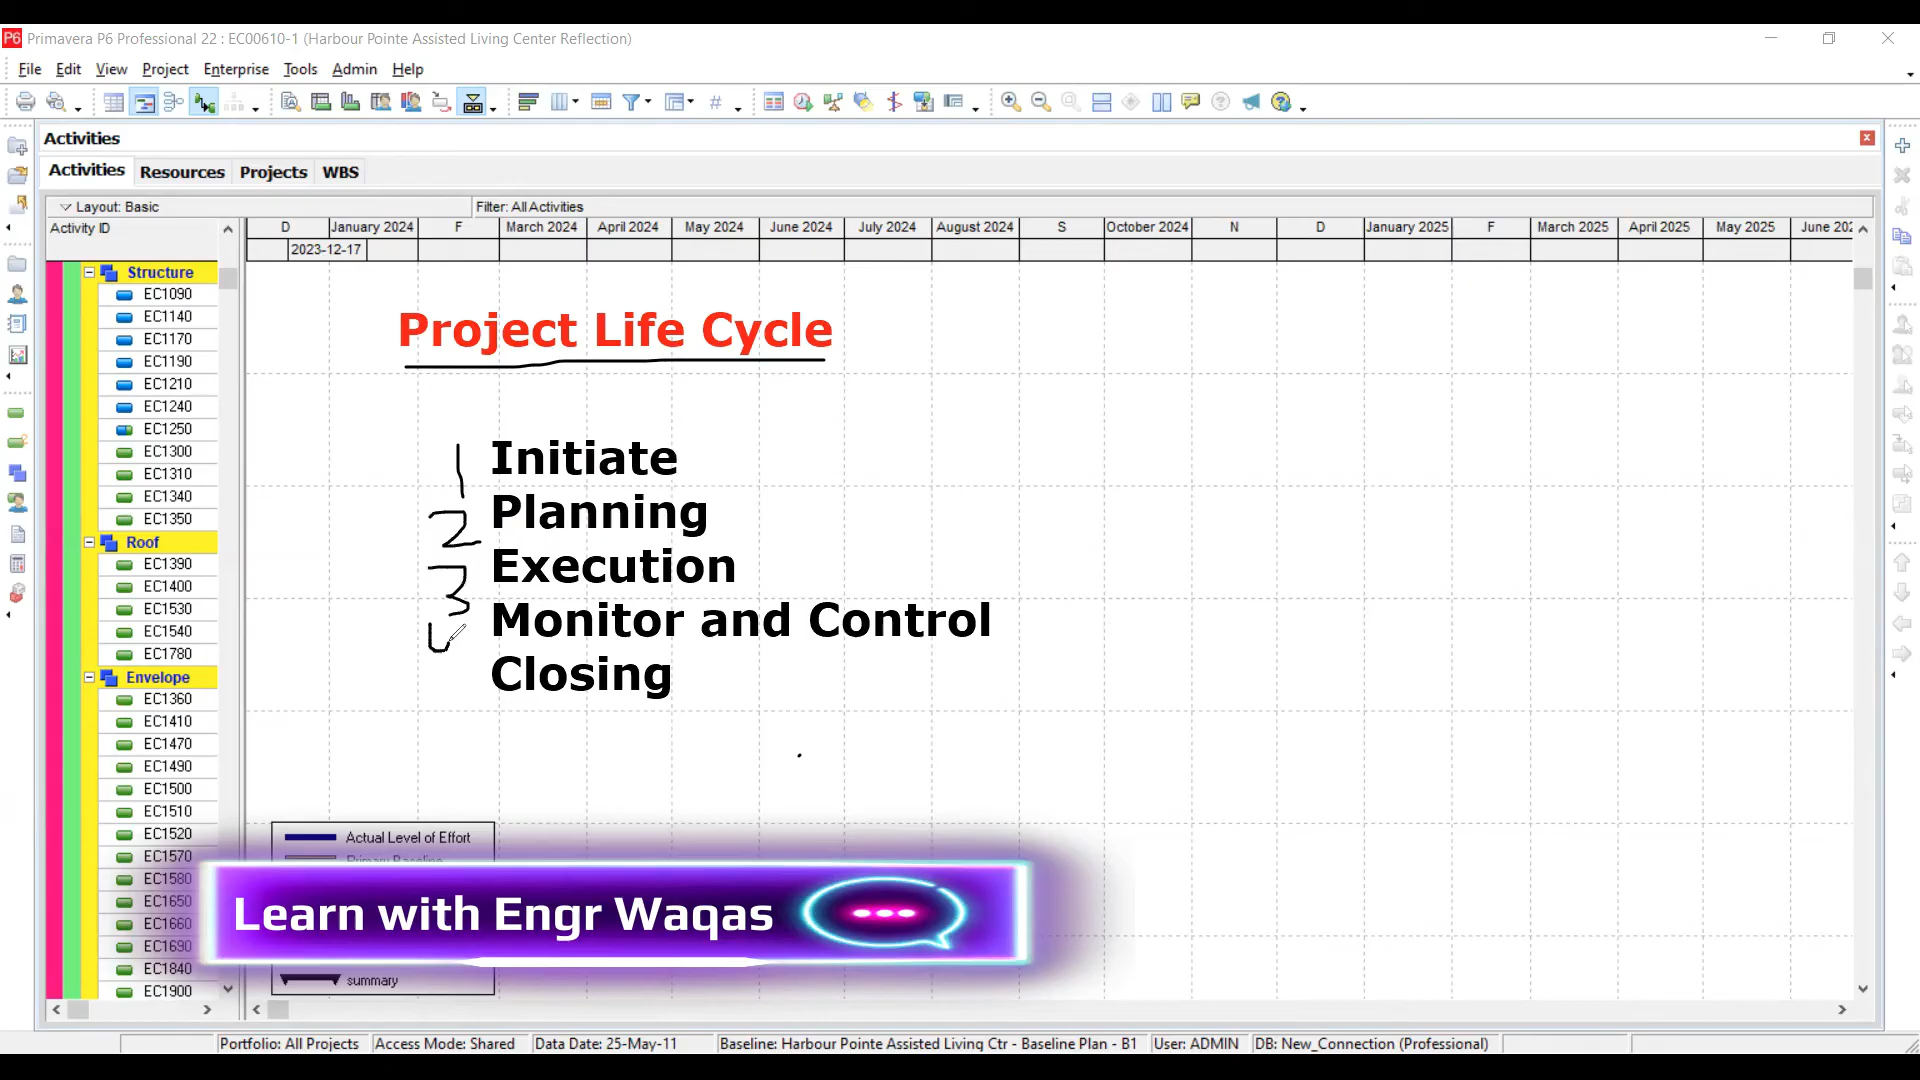 P6 Primavera P6 Professional 22 : EC00610-1 (Harbour Pointe Assisted Living Center Reflection)
File Edit View Project Enterprise Tools Admin Help
Activities
Activities Resources Projects WBS
Layout: Basic Filter: All Activities
Activity ID D January 2024 F March 2024 April 2024 May 2024 June 2024 July 2024 August 2024 S October 2024 N D January 2025 F March 2025 April 2025 May 2025 June 202
2023-12-17
Structure
EC1090
EC1140
EC1170
EC1190
EC1210
EC1240
EC1250
EC1300
EC1310
EC1340
EC1350
Roof
EC1390
EC1400
EC1530
EC1540
EC1780
Envelope
EC1360
EC1410
EC1470
EC1490
EC1500
EC1510
EC1520
EC1570
EC1580
EC1650
EC1660
EC1690
EC1840
EC1900
Project Life Cycle
1 Initiate
2 Planning
3 Execution
Monitor and Control
Closing
Actual Level of Effort
Primary Baseline
Learn with Engr Waqas
summary
Portfolio: All Projects Access Mode: Shared Data Date: 25-May-11 Baseline: Harbour Pointe Assisted Living Ctr - Baseline Plan - B1 User: ADMIN DB: New_Connection (Professional)